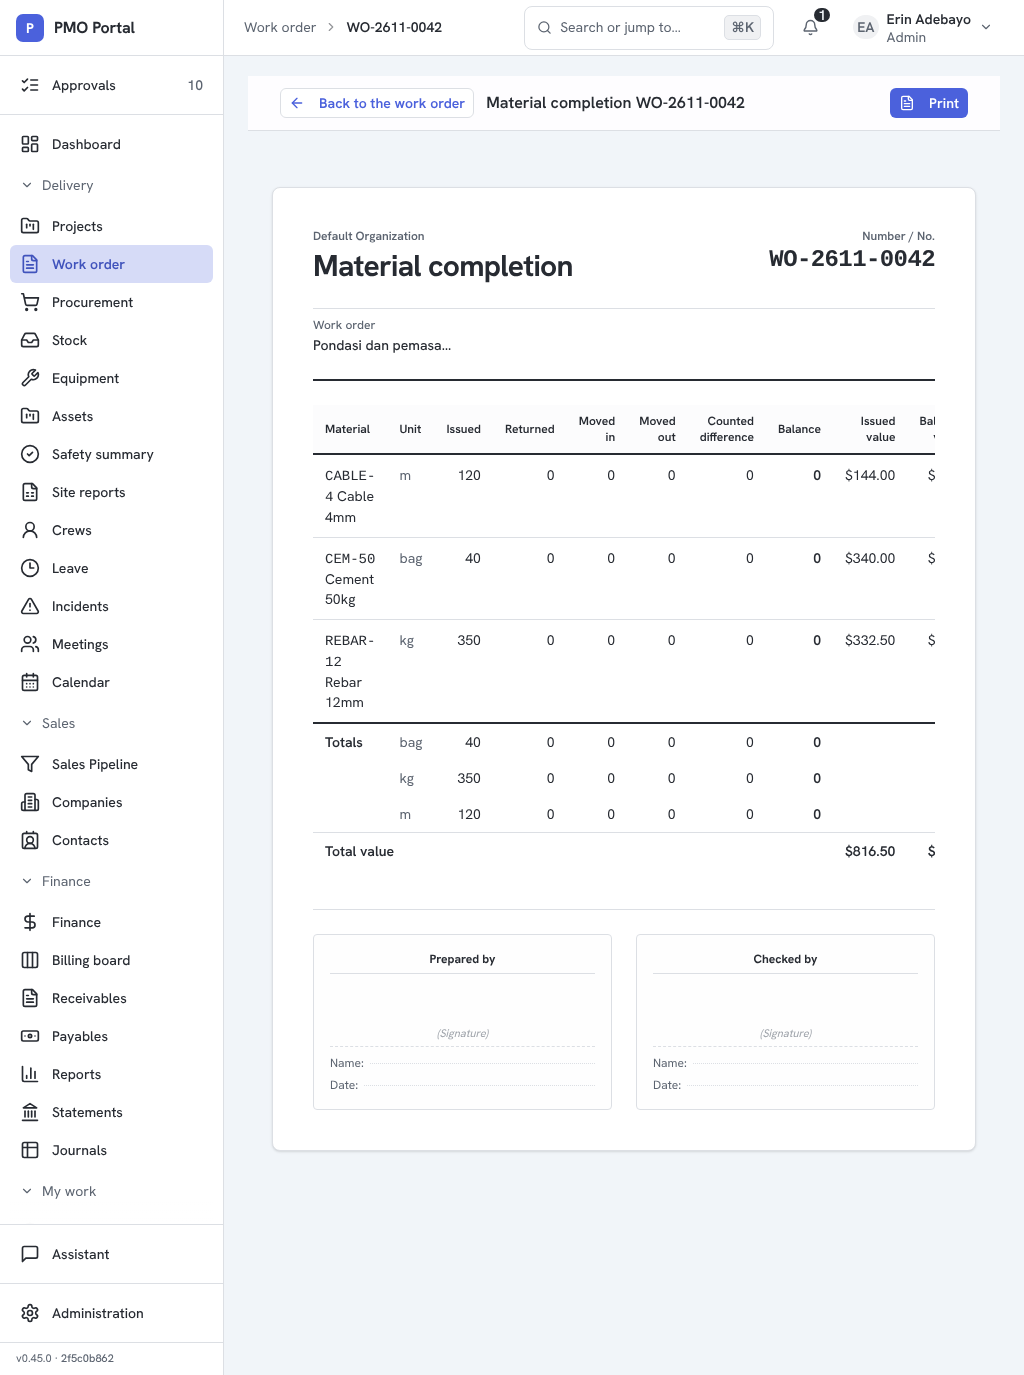 P PMO Portal
Work order > WO-2611-0042
Search or jump to... ⌘K
1
EA Erin Adebayo
Admin
Approvals 10
Dashboard
Delivery
Projects
Work order
Procurement
Stock
Equipment
Assets
Safety summary
Site reports
Crews
Leave
Incidents
Meetings
Calendar
Sales
Sales Pipeline
Companies
Contacts
Finance
Finance
Billing board
Receivables
Payables
Reports
Statements
Journals
My work
Assistant
Administration
v0.45.0 · 2f5c0b862
Back to the work order Material completion WO-2611-0042 Print
Default Organization Number / No.
Material completion WO-2611-0042
Work order
Pondasi dan pemasa...
Material Unit Issued Returned Moved in Moved out Counted difference Balance Issued value
CABLE-4 Cable 4mm m 120 0 0 0 0 0 $144.00 $
CEM-50 Cement 50kg bag 40 0 0 0 0 0 $340.00 $
REBAR-12 Rebar 12mm kg 350 0 0 0 0 0 $332.50 $
Totals bag 40 0 0 0 0 0
kg 350 0 0 0 0 0
m 120 0 0 0 0 0
Total value $816.50 $
Prepared by
(Signature)
Name:
Date:
Checked by
(Signature)
Name:
Date: